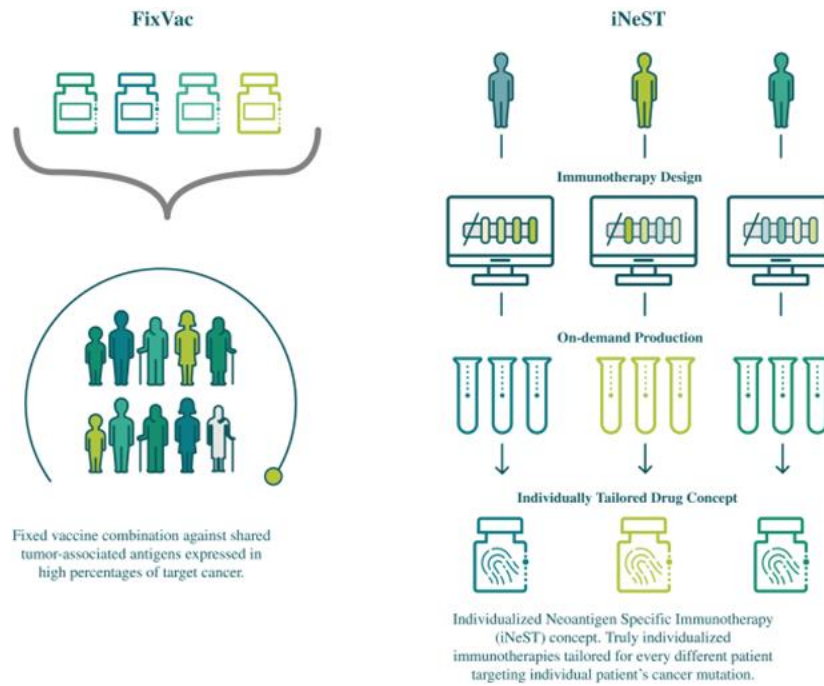 FixVac
Fixed vaccine combination against shared
tumor-associated antigens expressed in
high percentages of target cancer.
iNeST
Immunotherapy Design
On-demand Production
Individually Tailored Drug Concept
Individualized Neoantigen Specific Immunotherapy
(iNeST) concept. Truly individualized
immunotherapies tailored for every different patient
targeting individual patient's cancer mutation.